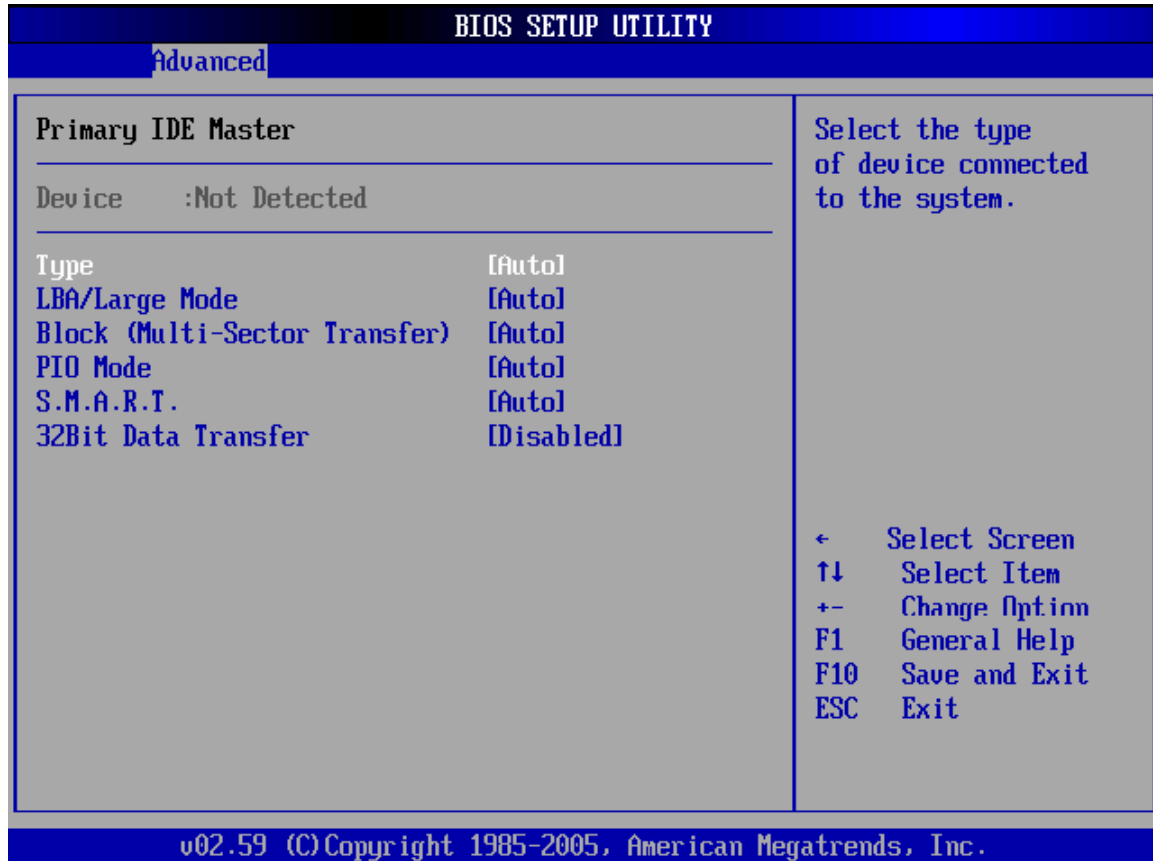 BIOS SETUP UTILITY
Advanced
Primary IDE Master
Device :Not Detected
Type [Auto]
LBA/Large Mode [Auto]
Block (Multi-Sector Transfer) [Auto]
PIO Mode [Auto]
S.M.A.R.T. [Auto]
32Bit Data Transfer [Disabled]
Select the type
of device connected
to the system.
← Select Screen
↑↓ Select Item
+- Change Option
F1 General Help
F10 Save and Exit
ESC Exit
v02.59 (C)Copyright 1985-2005, American Megatrends, Inc.